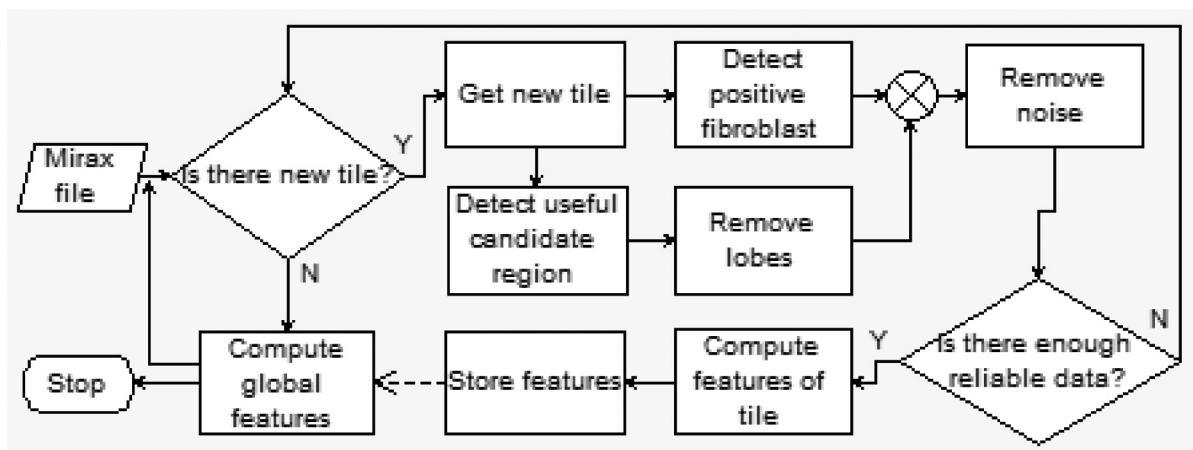 Mirax
file
Is there new tile?
Y
N
Get new tile
Detect
positive
fibroblast
Remove
noise
Detect useful
candidate
region
Remove
lobes
Is there enough
reliable data?
N
Y
Compute
features of
tile
Store features
Compute
global
features
Stop